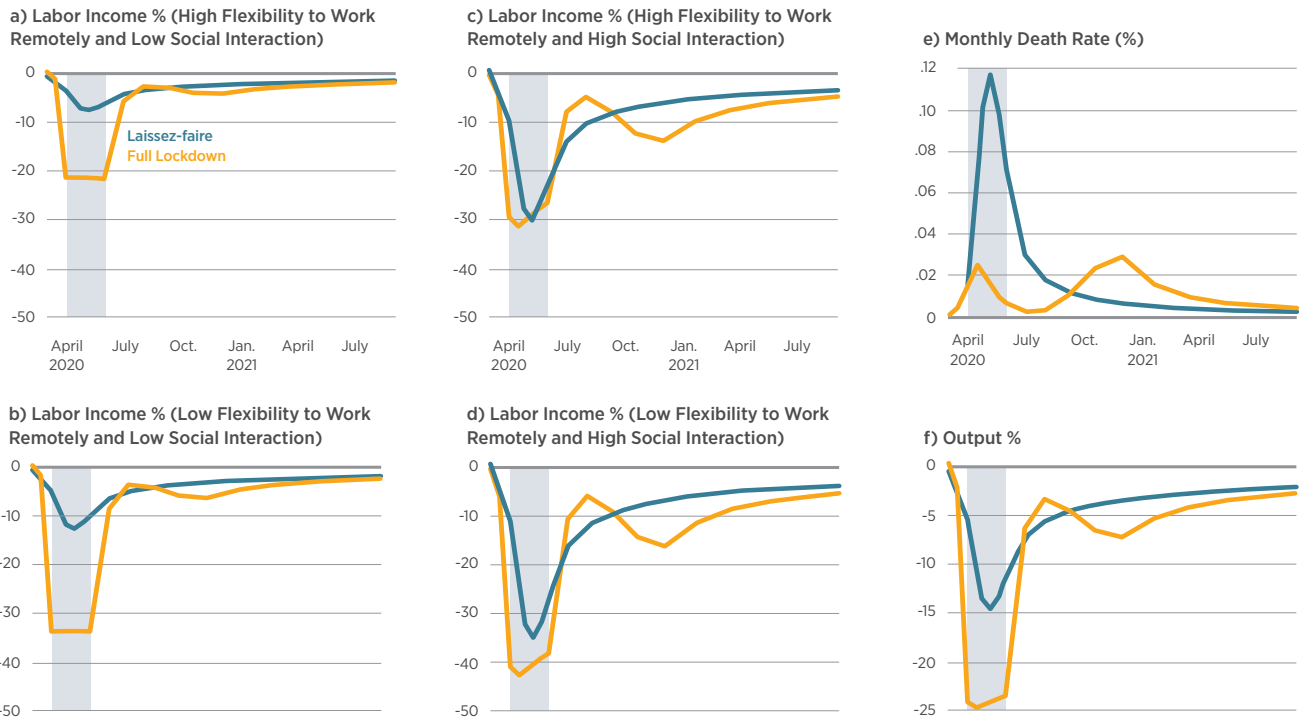 a) Labor Income % (High Flexibility to Work
Remotely and Low Social Interaction)
0
-10
-20
-30
-40
-50
Laissez-faire
Full Lockdown
April July Oct. Jan. April July
2020 2021
c) Labor Income % (High Flexibility to Work
Remotely and High Social Interaction)
0
-10
-20
-30
-40
-50
April July Oct. Jan. April July
2020 2021
e) Monthly Death Rate (%)
.12
.10
.08
.06
.04
.02
0
April July Oct. Jan. April July
2020 2021
b) Labor Income % (Low Flexibility to Work
Remotely and Low Social Interaction)
0
-10
-20
-30
-40
-50
d) Labor Income % (Low Flexibility to Work
Remotely and High Social Interaction)
0
-10
-20
-30
-40
-50
f) Output %
0
-5
-10
-15
-20
-25